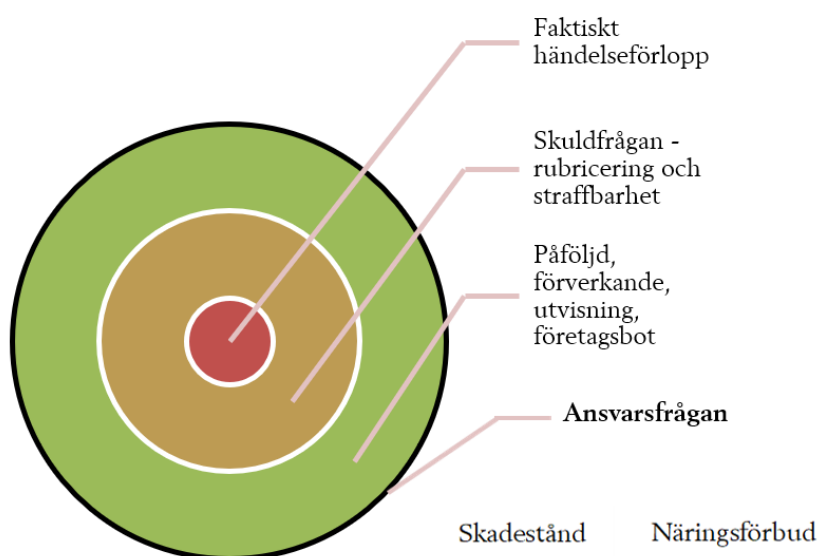 Faktiskt
händelseförlopp
Skuldfrågan -
rubricering och
straffbarhet
Påföljd,
förverkande,
utvisning,
företagsbot
Ansvarsfrågan
Skadestånd Näringsförbud